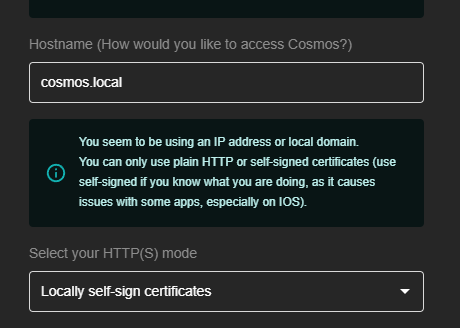 Hostname (How would you like to access Cosmos?)
cosmos.local
You seem to be using an IP address or local domain.
You can only use plain HTTP or self-signed certificates (use
self-signed if you know what you are doing, as it causes
issues with some apps, especially on IOS).
Select your HTTP(S) mode
Locally self-sign certificates